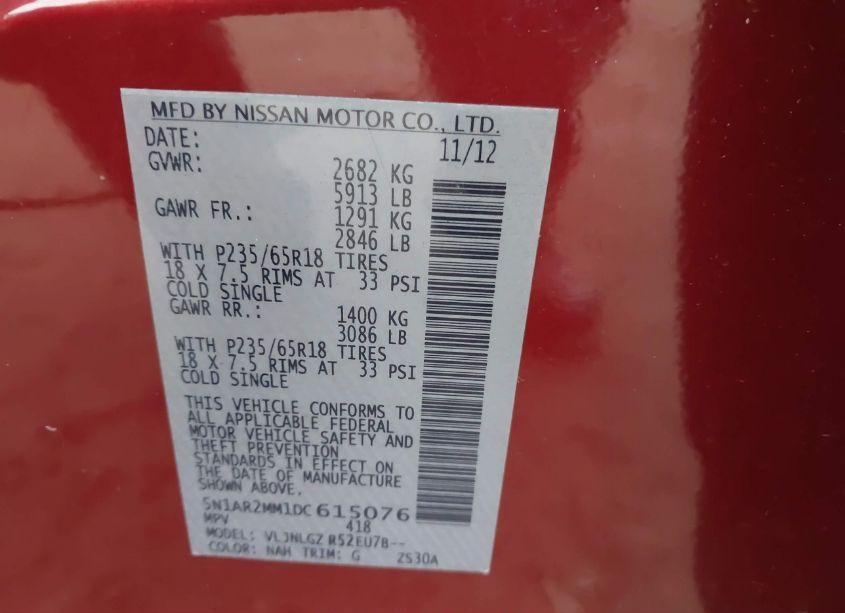 MFD BY NISSAN MOTOR CO., LTD.
DATE: 11/12
GVWR: 2682 KG
5913 LB
GAWR FR.: 1291 KG
2846 LB
WITH P235/65R18 TIRES
18 X 7.5 RIMS AT 33 PSI
COLD SINGLE
GAWR RR.: 1400 KG
3086 LB
WITH P235/65R18 TIRES
18 X 7.5 RIMS AT 33 PSI
COLD SINGLE
THIS VEHICLE CONFORMS TO
ALL APPLICABLE FEDERAL
MOTOR VEHICLE SAFETY AND
THEFT PREVENTION
STANDARDS IN EFFECT ON
THE DATE OF MANUFACTURE
SHOWN ABOVE.
5N1AR2MM1DC615076
MPV 418
MODEL: VLJNLGZ R52EU7B--
COLOR: NAH TRIM: G 2S30A